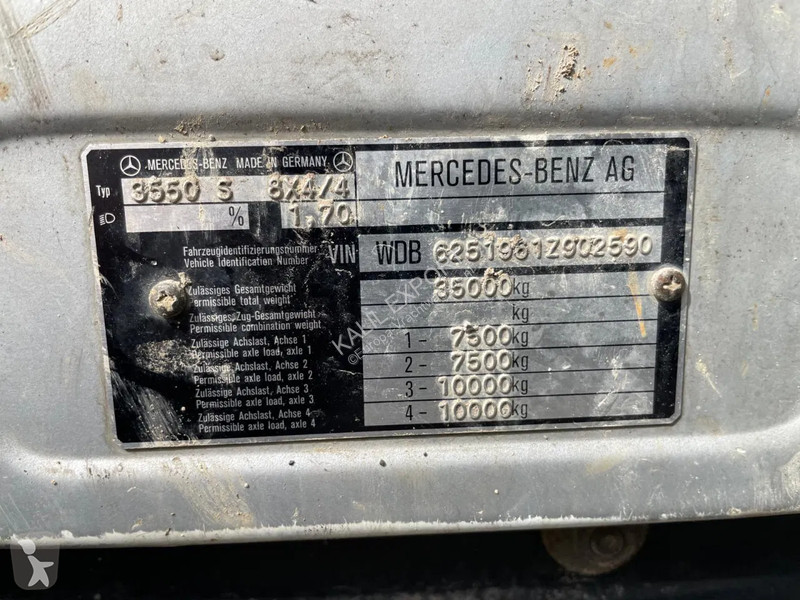 MERCEDES-BENZ MADE IN GERMANY
MERCEDES-BENZ AG
Typ 3550 S 8X4/4
% 1.70
Fahrzeugidentifizierungsnummer
Vehicle Identification Number
VIN WDB 6251981Z902590
Zulässiges Gesamtgewicht
Permissible total weight
35000kg
Zulässiges Zug-Gesamtgewicht
Permissible combination weight
kg
Zulässige Achslast, Achse 1
Permissible axle load, axle 1
1- 7500kg
Zulässige Achslast, Achse 2
Permissible axle load, axle 2
2- 7500kg
Zulässige Achslast, Achse 3
Permissible axle load, axle 3
3- 10000kg
Zulässige Achslast, Achse 4
Permissible axle load, axle 4
4- 10000kg